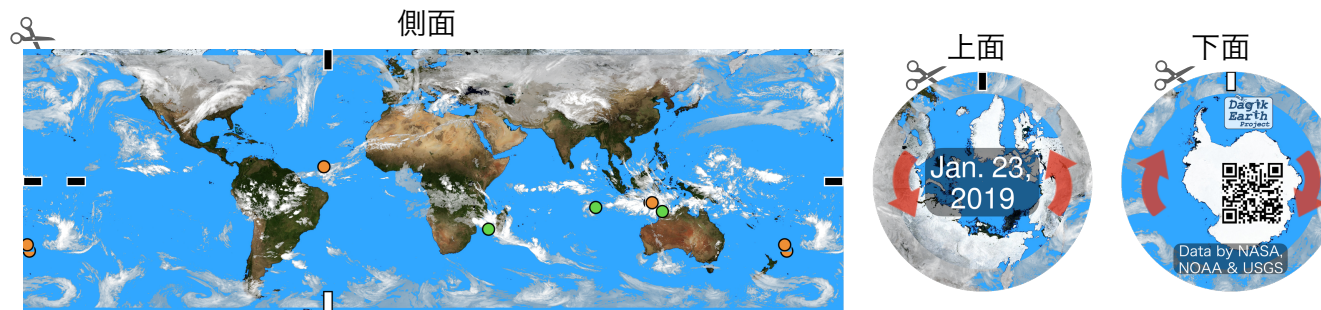 側面
上面
下面
Jan. 23,
2019
Dagik
Earth
Project
Data by NASA,
NOAA & USGS